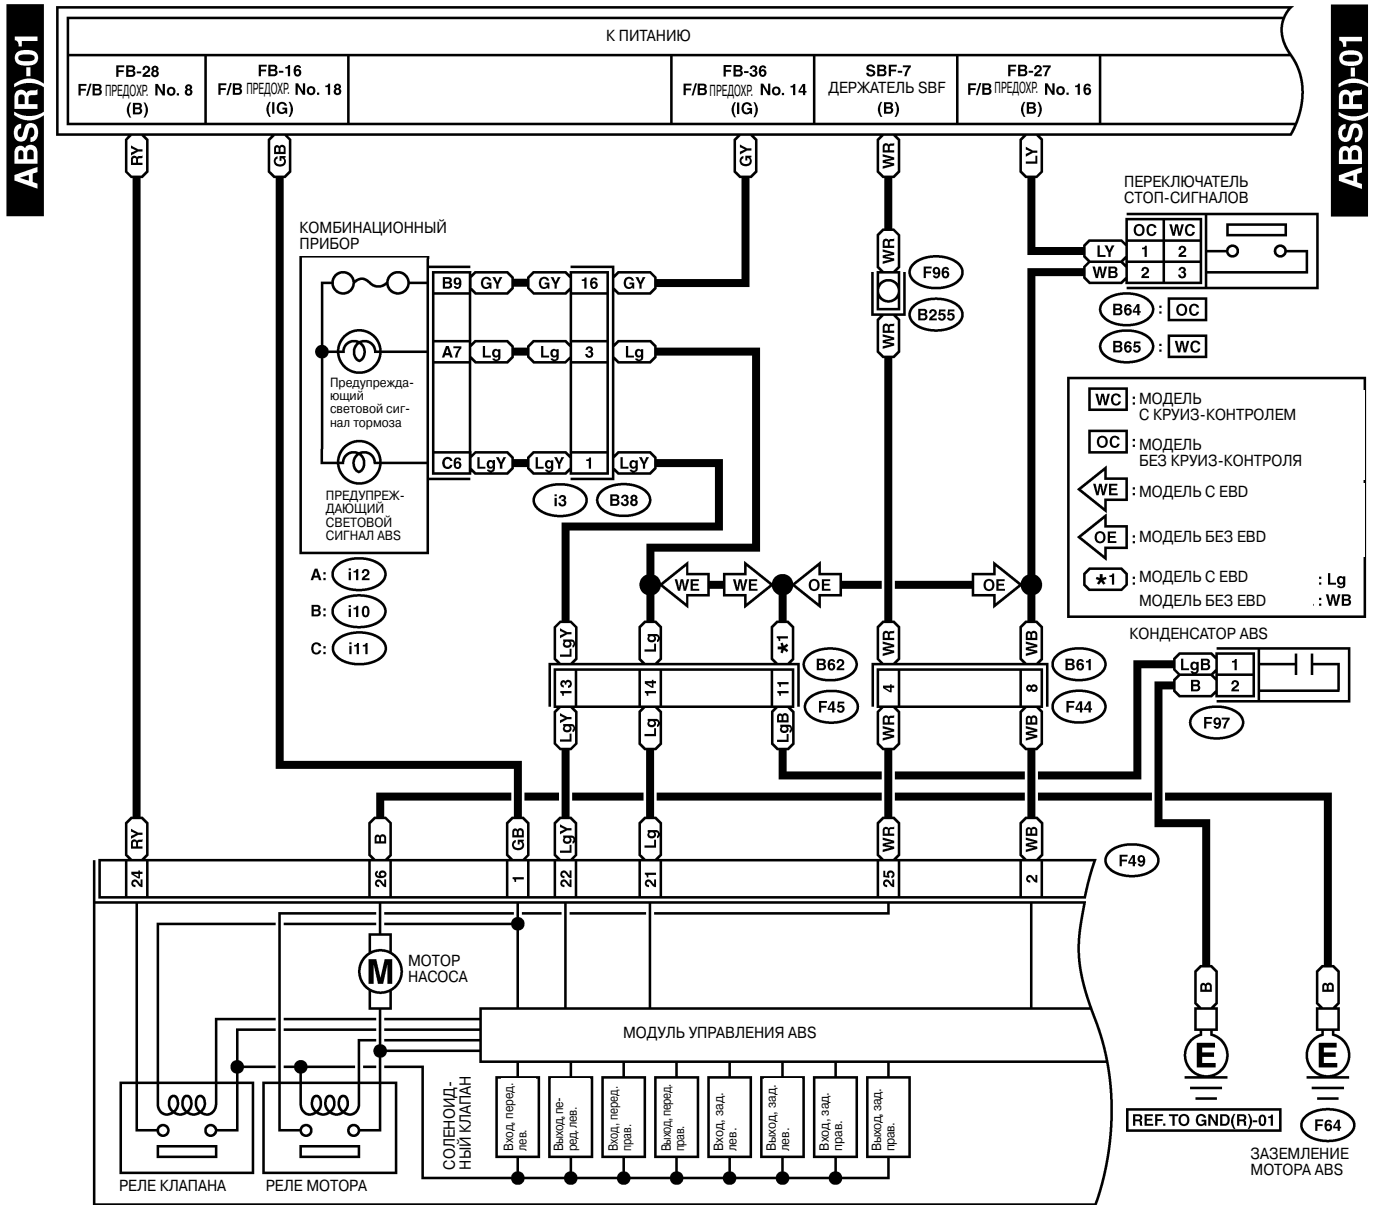 ABS(R)-01
ABS(R)-01
К ПИТАНИЮ
FB-28
F/B ПРЕДОХР. No. 8
(B)
FB-16
F/B ПРЕДОХР. No. 18
(IG)
FB-36
F/B ПРЕДОХР. No. 14
(IG)
SBF-7
ДЕРЖАТЕЛЬ SBF
(B)
FB-27
F/B ПРЕДОХР. No. 16
(B)
RY
GB
GY
WR
LY
ПЕРЕКЛЮЧАТЕЛЬ
СТОП-СИГНАЛОВ
OC WC
LY 1 2
WB 2 3
B64 : OC
B65 : WC
КОМБИНАЦИОННЫЙ
ПРИБОР
B9 GY GY 16 GY
A7 Lg Lg 3 Lg
Предупрежда-
ющий
световой сиг-
нал тормоза
C6 LgY LgY 1 LgY
ПРЕДУПРЕЖ-
ДАЮЩИЙ
СВЕТОВОЙ
СИГНАЛ ABS
i3 B38
A: i12
B: i10
C: i11
WR
F96
B255
WR
WC : МОДЕЛЬ
С КРУИЗ-КОНТРОЛЕМ
OC : МОДЕЛЬ
БЕЗ КРУИЗ-КОНТРОЛЯ
WE : МОДЕЛЬ С EBD
OE : МОДЕЛЬ БЕЗ EBD
*1 : МОДЕЛЬ С EBD : Lg
МОДЕЛЬ БЕЗ EBD : WB
WE WE OE OE
LgY Lg *1 WR WB
B62 B61
13 14 11 4 8
F45 F44
LgY Lg LgB WR WB
КОНДЕНСАТОР ABS
LgB 1
B 2
F97
RY B GB LgY Lg WR WB
F49
24 26 1 22 21 25 2
M
МОТОР
НАСОСА
МОДУЛЬ УПРАВЛЕНИЯ ABS
СОЛЕНОИД-
НЫЙ КЛАПАН
Вход, перед.
лев.
Выход, пе-
ред. лев.
Вход, перед.
прав.
Выход, перед.
прав.
Вход, зад.
лев.
Выход, зад.
лев.
Вход, зад.
прав.
Выход, зад.
прав.
РЕЛЕ КЛАПАНА
РЕЛЕ МОТОРА
B B
E E
REF. TO GND(R)-01
F64
ЗАЗЕМЛЕНИЕ
МОТОРА ABS